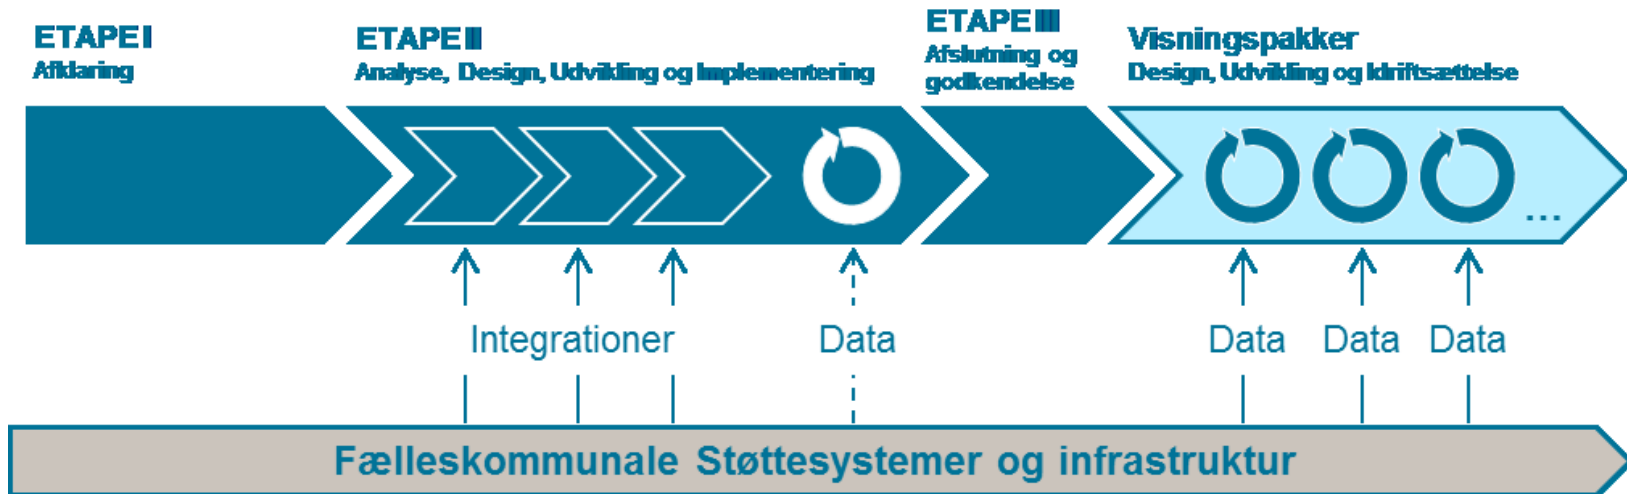 ETAPE I
Afklaring
ETAPE II
Analyse, Design, Udvikling og Implementering
ETAPE III
Afslutning og
godkendelse
Visningspakker
Design, Udvikling og Idriftsættelse
...
Integrationer
Data
Data
Data
Data
Fælleskommunale Støttesystemer og infrastruktur